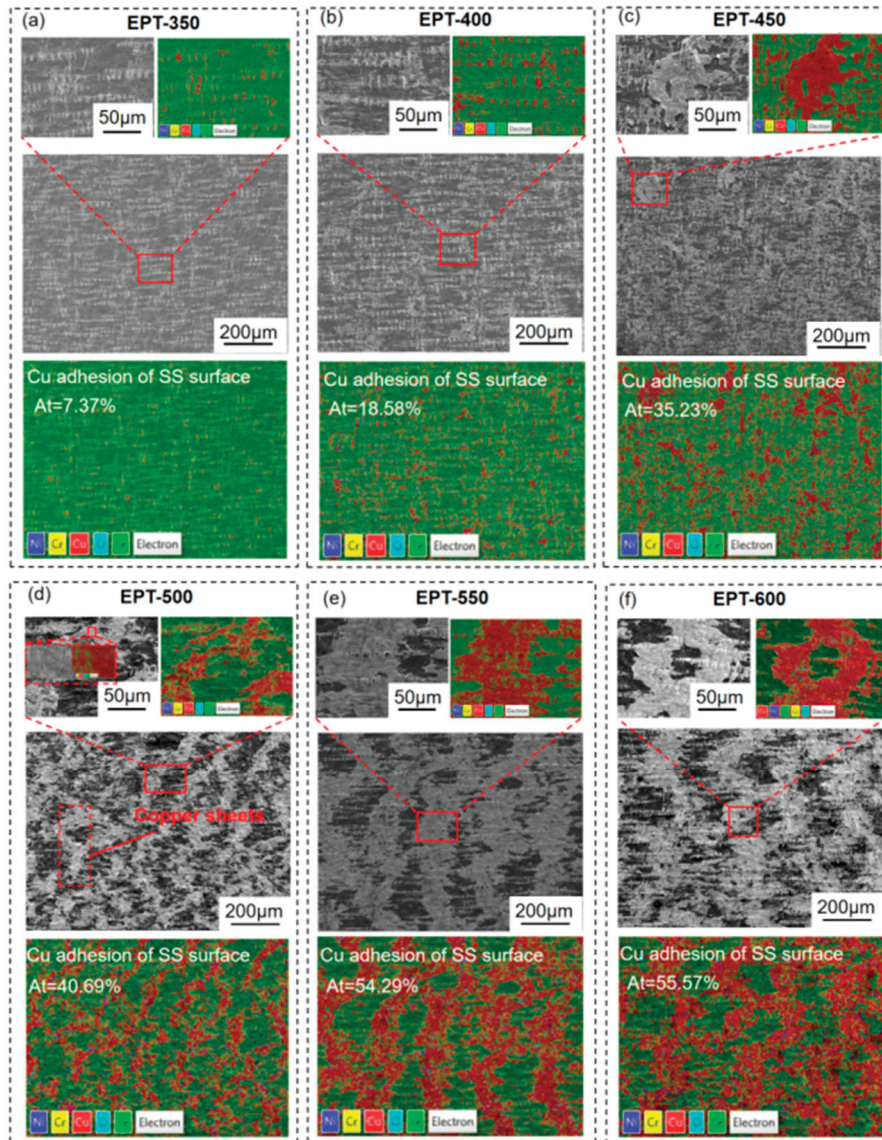 (a) EPT-350
50μm
Ni Cr Cu Electron
200μm
Cu adhesion of SS surface
At=7.37%
Ni Cr Cu Electron
(b) EPT-400
50μm
Ni Cr Cu Electron
200μm
Cu adhesion of SS surface
At=18.58%
Ni Cr Cu Electron
(c) EPT-450
50μm
Electron
200μm
Cu adhesion of SS surface
At=35.23%
Ni Cr Cu Electron
(d) EPT-500
50μm
Electron
Copper sheets
200μm
Cu adhesion of SS surface
At=40.69%
Ni Cr Cu Electron
(e) EPT-550
50μm
Electron
200μm
Cu adhesion of SS surface
At=54.29%
Ni Cr Cu Electron
(f) EPT-600
50μm
Electron
200μm
Cu adhesion of SS surface
At=55.57%
Ni Cr Cu Electron